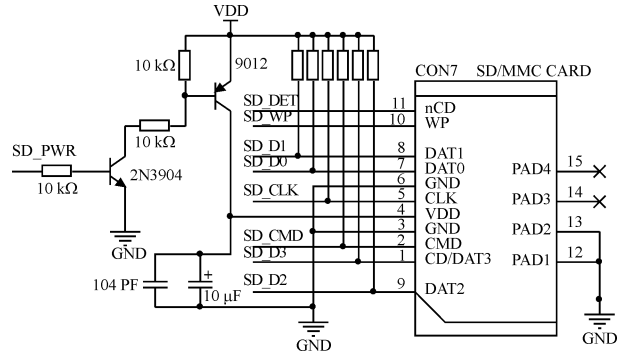 VDD
10 kΩ
9012
CON7 SD/MMC CARD
SD_DET 11 nCD
SD_WP 10 WP
10 kΩ
SD_PWR
SD_D1 8 DAT1
SD_D0 7 DAT0
PAD4 15
6 GND
10 kΩ
2N3904
SD_CLK 5 CLK
PAD3 14
4 VDD
3 GND
PAD2 13
GND
SD_CMD 2 CMD
SD_D3 1 CD/DAT3
PAD1 12
104 PF
+
10 μF
SD_D2 9 DAT2
GND
GND